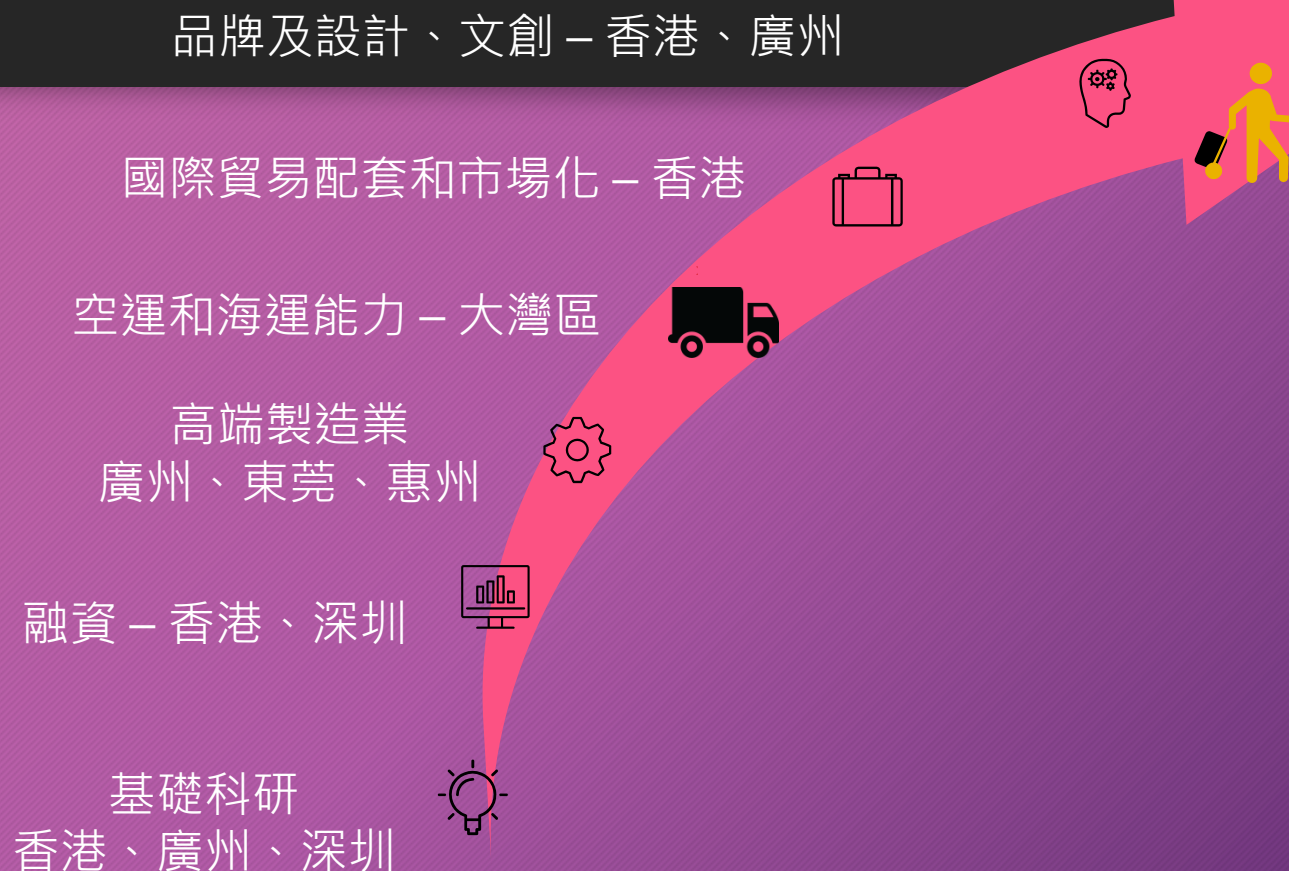 品牌及設計、文創 – 香港、廣州
國際貿易配套和市場化 – 香港
空運和海運能力 – 大灣區
高端製造業
廣州、東莞、惠州
融資 – 香港、深圳
基礎科研
香港、廣州、深圳